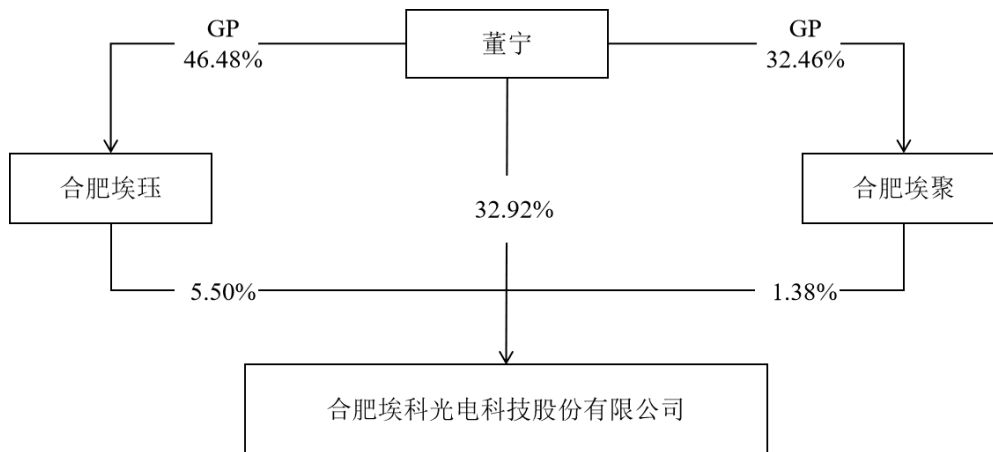 GP
46.48%
董宁
GP
32.46%
合肥埃珏
合肥埃聚
32.92%
5.50%
1.38%
合肥埃科光电科技股份有限公司